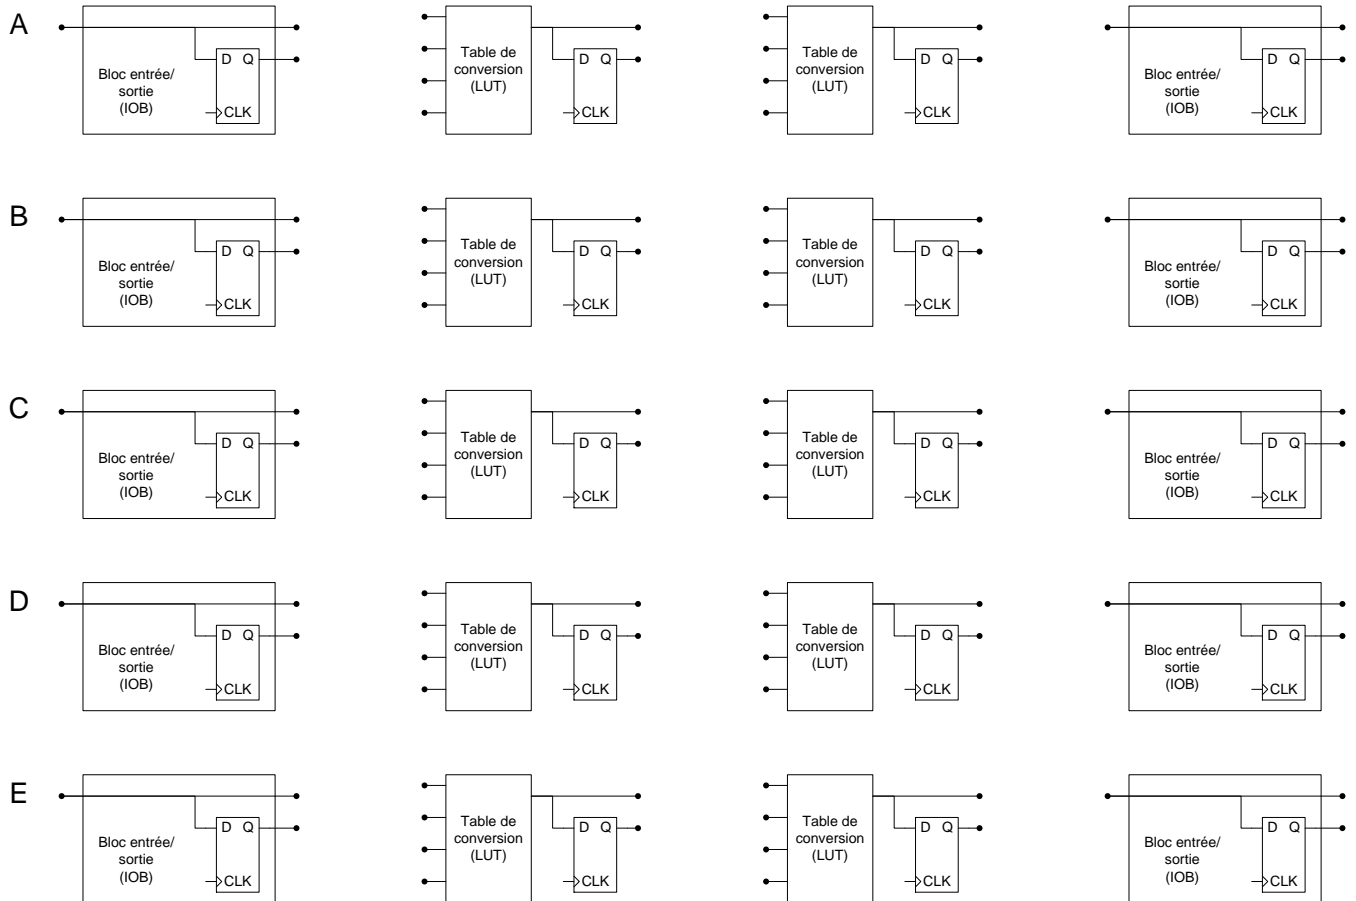 A
Bloc entrée/
sortie
(IOB)
D Q
CLK
Table de
conversion
(LUT)
D Q
CLK
Table de
conversion
(LUT)
D Q
CLK
Bloc entrée/
sortie
(IOB)
D Q
CLK
B
Bloc entrée/
sortie
(IOB)
D Q
CLK
Table de
conversion
(LUT)
D Q
CLK
Table de
conversion
(LUT)
D Q
CLK
Bloc entrée/
sortie
(IOB)
D Q
CLK
C
Bloc entrée/
sortie
(IOB)
D Q
CLK
Table de
conversion
(LUT)
D Q
CLK
Table de
conversion
(LUT)
D Q
CLK
Bloc entrée/
sortie
(IOB)
D Q
CLK
D
Bloc entrée/
sortie
(IOB)
D Q
CLK
Table de
conversion
(LUT)
D Q
CLK
Table de
conversion
(LUT)
D Q
CLK
Bloc entrée/
sortie
(IOB)
D Q
CLK
E
Bloc entrée/
sortie
(IOB)
D Q
CLK
Table de
conversion
(LUT)
D Q
CLK
Table de
conversion
(LUT)
D Q
CLK
Bloc entrée/
sortie
(IOB)
D Q
CLK